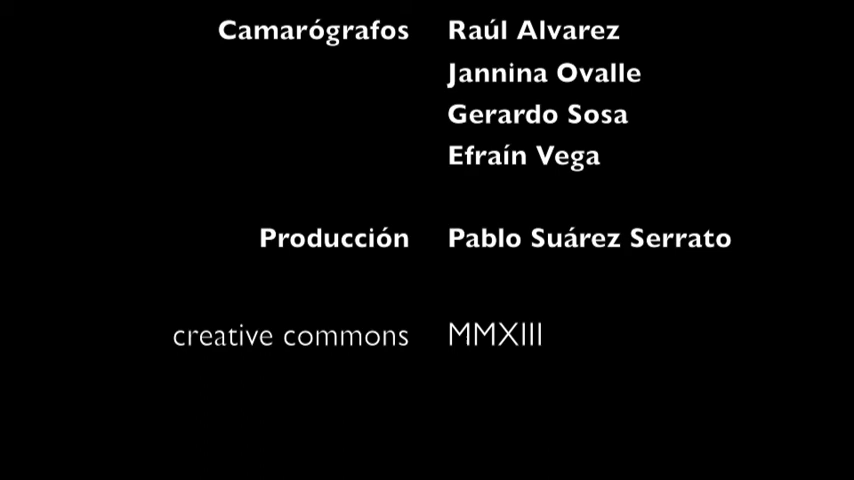 Camarógrafos Raúl Alvarez
Jannina Ovalle
Gerardo Sosa
Efraín Vega
Producción Pablo Suárez Serrato
creative commons MMXIII